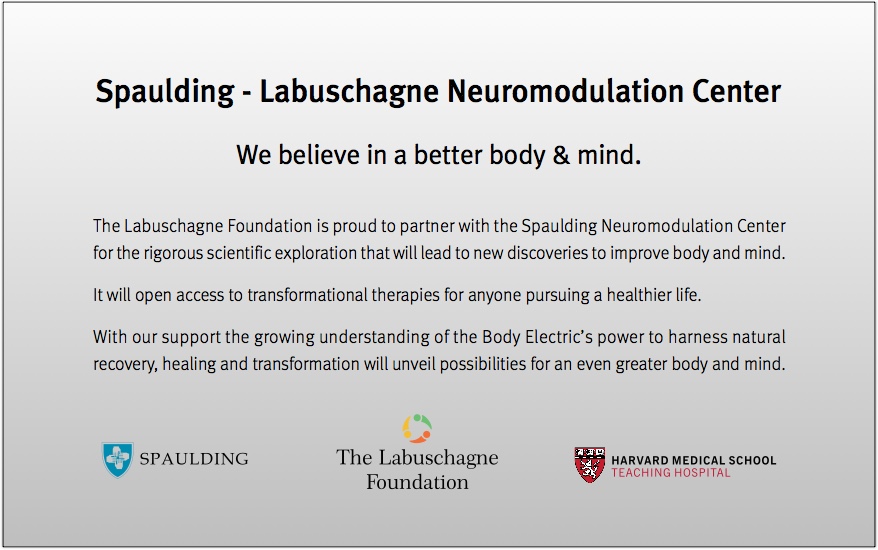 Spaulding - Labuschagne Neuromodulation Center
We believe in a better body & mind.
The Labuschagne Foundation is proud to partner with the Spaulding Neuromodulation Center
for the rigorous scientific exploration that will lead to new discoveries to improve body and mind.
It will open access to transformational therapies for anyone pursuing a healthier life.
With our support the growing understanding of the Body Electric's power to harness natural
recovery, healing and transformation will unveil possibilities for an even greater body and mind.
SPAULDING
The Labuschagne
Foundation
HARVARD MEDICAL SCHOOL
TEACHING HOSPITAL